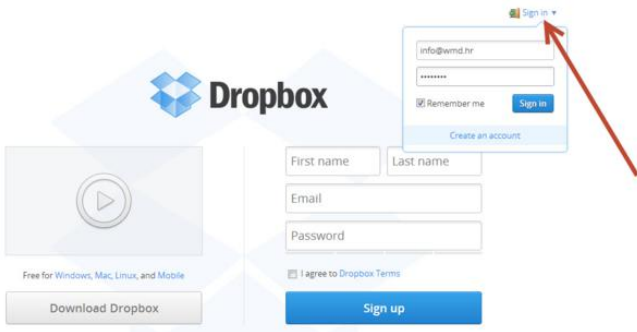 Sign in ▼
info@wmd.hr
••••••••
Remember me
Sign in
Create an account
Dropbox
First name
Last name
Email
Password
I agree to Dropbox Terms
Sign up
Free for Windows, Mac, Linux, and Mobile
Download Dropbox